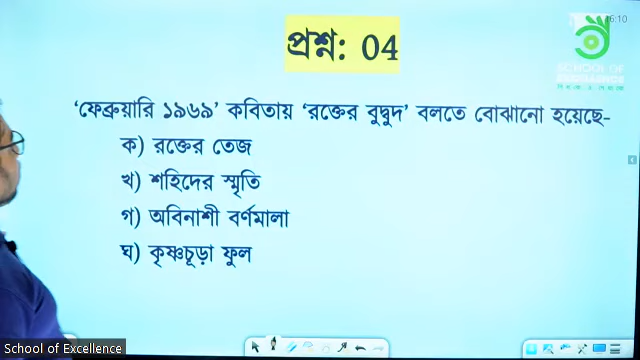 16:10
প্রশ্ন: 04
SCHOOL OF
EXCELLENCE
'ফেব্রুয়ারি ১৯৬৯' কবিতায় 'রক্তের বুদ্বুদ' বলতে বোঝানো হয়েছে-
ক) রক্তের তেজ
খ) শহিদের স্মৃতি
গ) অবিনাশী বর্ণমালা
ঘ) কৃষ্ণচূড়া ফুল
School of Excellence